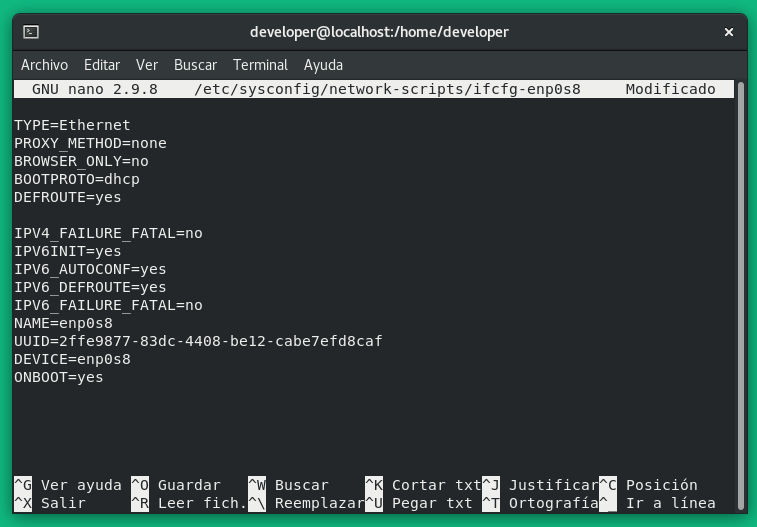 developer@localhost:/home/developer
Archivo Editar Ver Buscar Terminal Ayuda
GNU nano 2.9.8 /etc/sysconfig/network-scripts/ifcfg-enp0s8 Modificado
TYPE=Ethernet
PROXY_METHOD=none
BROWSER_ONLY=no
BOOTPROTO=dhcp
DEFROUTE=yes
IPV4_FAILURE_FATAL=no
IPV6INIT=yes
IPV6_AUTOCONF=yes
IPV6_DEFROUTE=yes
IPV6_FAILURE_FATAL=no
NAME=enp0s8
UUID=2ffe9877-83dc-4408-be12-cabe7efd8caf
DEVICE=enp0s8
ONBOOT=yes
^G Ver ayuda ^O Guardar ^W Buscar ^K Cortar txt ^J Justificar ^C Posición
^X Salir ^R Leer fich. ^\ Reemplazar ^U Pegar txt ^T Ortografía ^_ Ir a línea